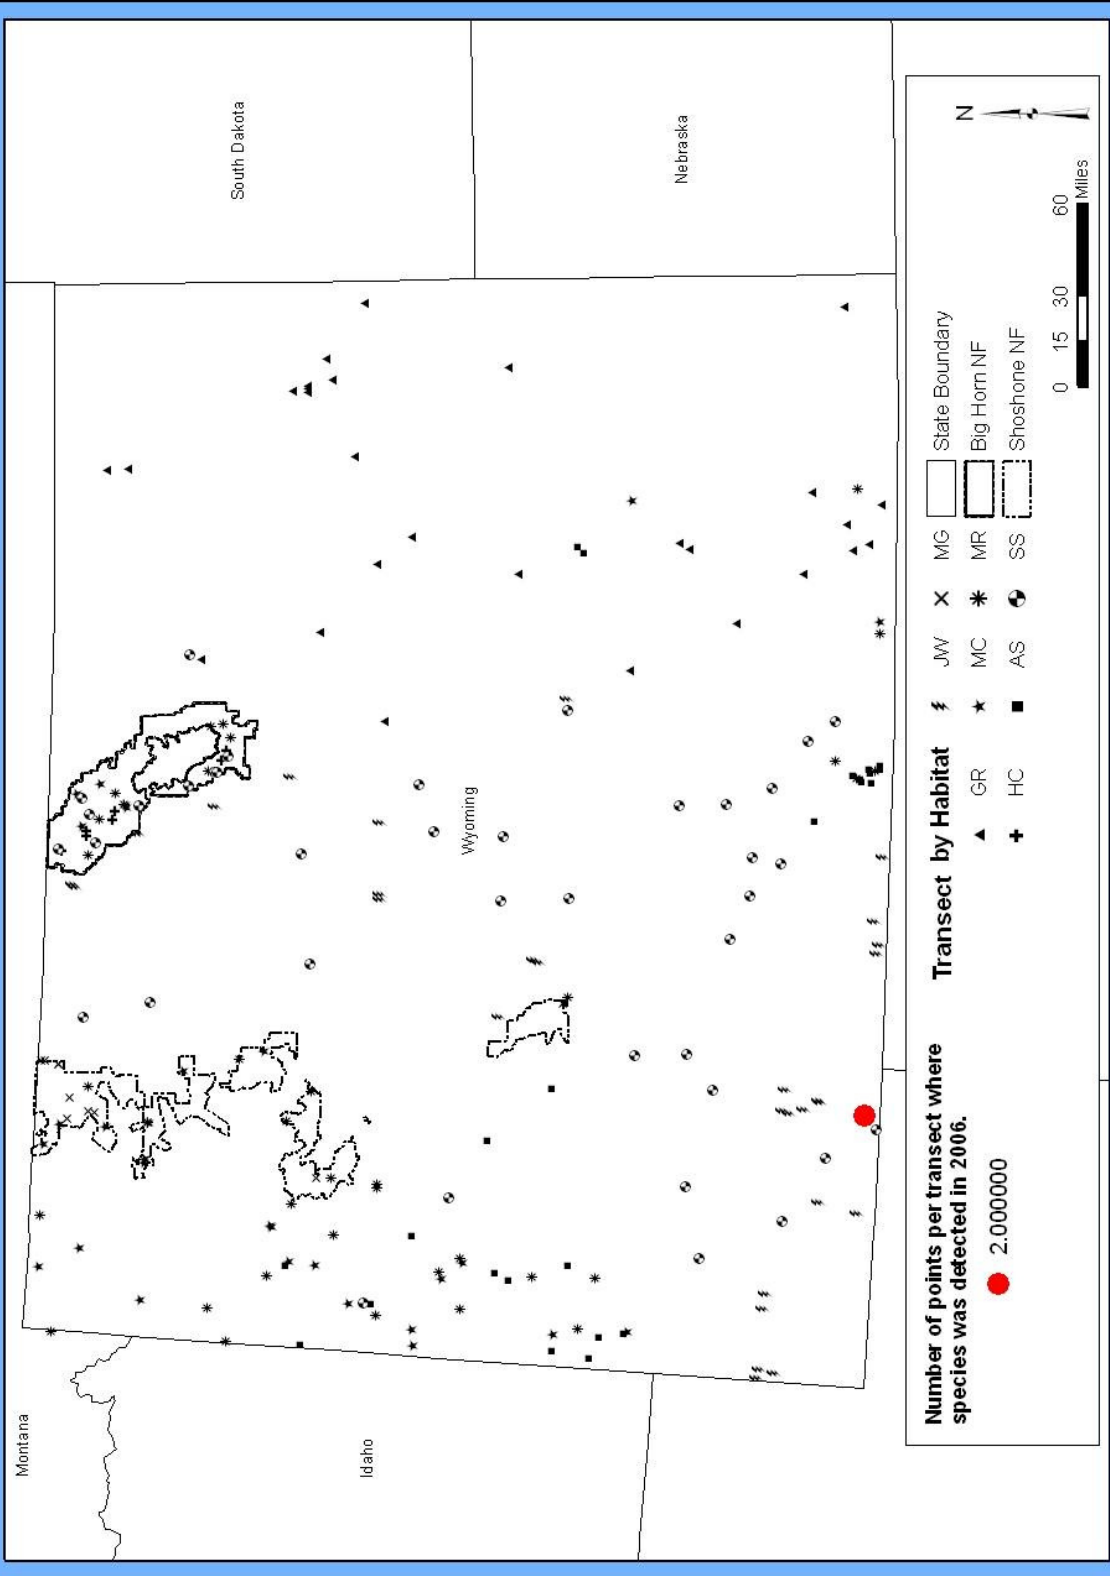 Montana
South Dakota
Idaho
Wyoming
Nebraska
Number of points per transect where
species was detected in 2006.
2.000000
Transect by Habitat
GR
HC
JW
MC
AS
MG
MR
SS
State Boundary
Big Horn NF
Shoshone NF
N
0 15 30 60
Miles